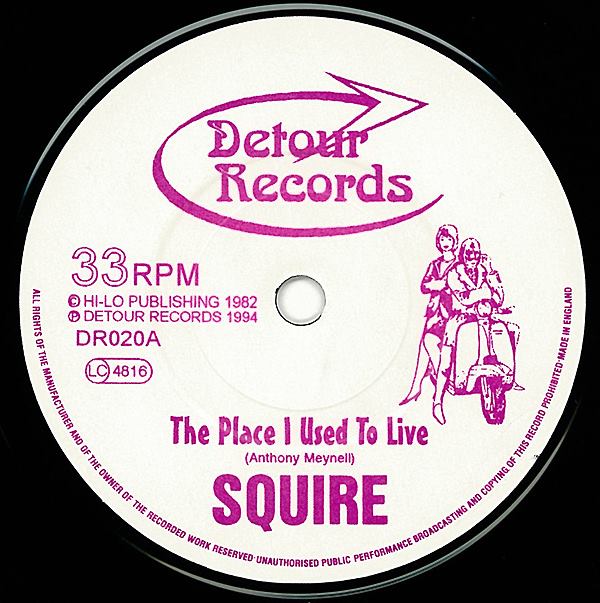 Detour
Records
33 RPM
© HI-LO PUBLISHING 1982
℗ DETOUR RECORDS 1994
DR020A
LC 4816
The Place I Used To Live
(Anthony Meynell)
SQUIRE
ALL RIGHTS OF THE MANUFACTURER AND OF THE OWNER OF THE RECORDED WORK RESERVED·UNAUTHORISED PUBLIC PERFORMANCE BROADCASTING AND COPYING OF THIS RECORD PROHIBITED·MADE IN ENGLAND